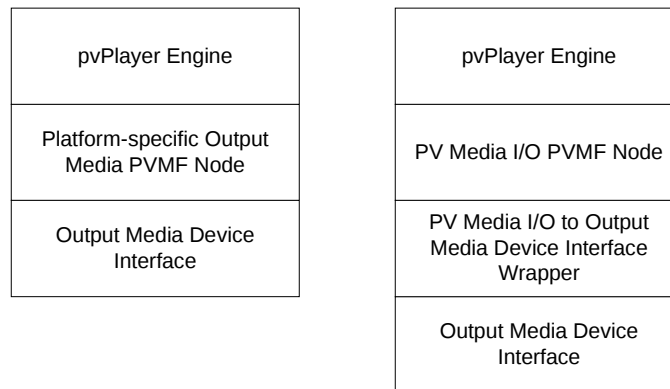 pvPlayer Engine
Platform-specific Output
Media PVMF Node
Output Media Device
Interface
pvPlayer Engine
PV Media I/O PVMF Node
PV Media I/O to Output
Media Device Interface
Wrapper
Output Media Device
Interface